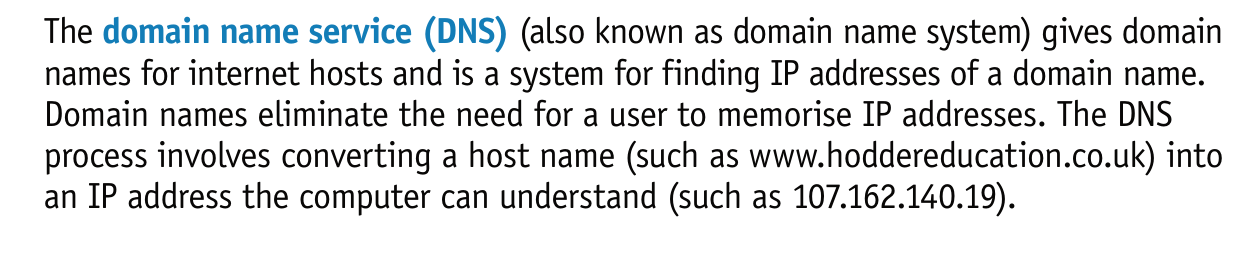 The domain name service (DNS) (also known as domain name system) gives domain
names for internet hosts and is a system for finding IP addresses of a domain name.
Domain names eliminate the need for a user to memorise IP addresses. The DNS
process involves converting a host name (such as www.hoddereducation.co.uk) into
an IP address the computer can understand (such as 107.162.140.19).